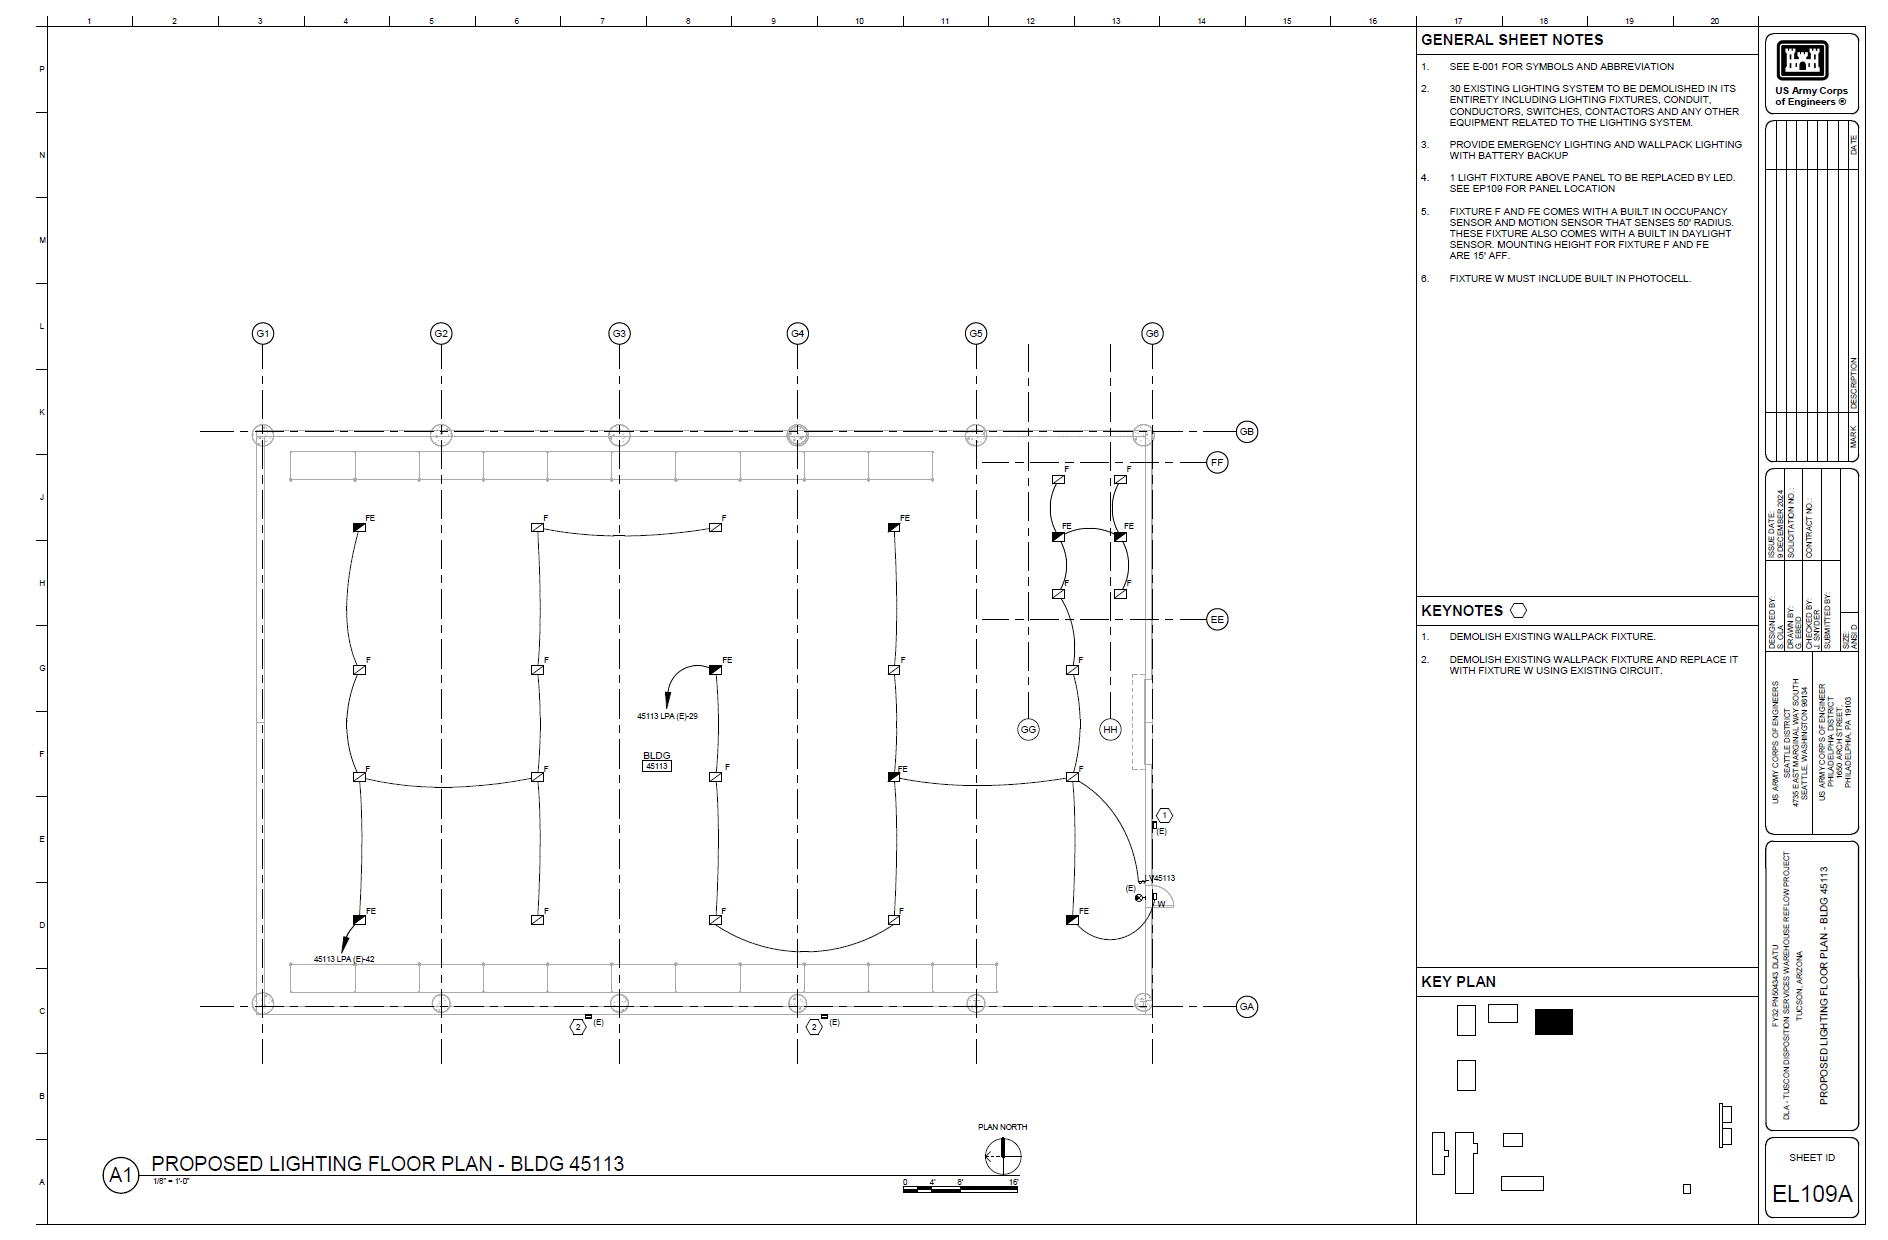 1 2 3 4 5 6 7 8 9 10 11 12 13 14 15 16 17 18 19 20
P
N
M
L
K
J
H
G
F
E
D
C
B
A
G1 G2 G3 G4 G5 G6
GB
FF
F F
FE F F FE
FE FE
F F
EE
F F FE F F
45113 LPA (E)-29
GG HH
BLDG
45113
F F F FE F
1
(E)
LV45113
(E)
W
FE F F F FE
45113 LPA (E)-42
GA
2 (E) 2 (E)
PLAN NORTH
A1 PROPOSED LIGHTING FLOOR PLAN - BLDG 45113
1/8" = 1'-0"
0 4' 8' 16'
GENERAL SHEET NOTES
1. SEE E-001 FOR SYMBOLS AND ABBREVIATION
2. 30 EXISTING LIGHTING SYSTEM TO BE DEMOLISHED IN ITS
ENTIRETY INCLUDING LIGHTING FIXTURES, CONDUIT,
CONDUCTORS, SWITCHES, CONTACTORS AND ANY OTHER
EQUIPMENT RELATED TO THE LIGHTING SYSTEM.
3. PROVIDE EMERGENCY LIGHTING AND WALLPACK LIGHTING
WITH BATTERY BACKUP
4. 1 LIGHT FIXTURE ABOVE PANEL TO BE REPLACED BY LED.
SEE EP109 FOR PANEL LOCATION
5. FIXTURE F AND FE COMES WITH A BUILT IN OCCUPANCY
SENSOR AND MOTION SENSOR THAT SENSES 50' RADIUS.
THESE FIXTURE ALSO COMES WITH A BUILT IN DAYLIGHT
SENSOR. MOUNTING HEIGHT FOR FIXTURE F AND FE
ARE 15' AFF.
6. FIXTURE W MUST INCLUDE BUILT IN PHOTOCELL.
KEYNOTES
1. DEMOLISH EXISTING WALLPACK FIXTURE.
2. DEMOLISH EXISTING WALLPACK FIXTURE AND REPLACE IT
WITH FIXTURE W USING EXISTING CIRCUIT.
KEY PLAN
US Army Corps
of Engineers ®
DATE
DESCRIPTION
MARK
ISSUE DATE:
9 DECEMBER 2024
SOLICITATION NO.:
CONTRACT NO.:
DESIGNED BY:
S. OLA
DRAWN BY:
G. EBEID
CHECKED BY:
J. SNYDER
SUBMITTED BY:
SIZE:
ANSI D
US ARMY CORPS OF ENGINEERS
SEATTLE DISTRICT
4735 EAST MARGINAL WAY SOUTH
SEATTLE, WASHINGTON 98134
US ARMY CORPS OF ENGINEER
PHILADELPHIA DISTRICT
1650 ARCH STREET,
PHILADELPHIA, PA 19103
FY32 PN504343 DLATU
DLA - TUSCON DISPOSITION SERVICES WAREHOUSE REFLOW PROJECT
TUCSON, ARIZONA
PROPOSED LIGHTING FLOOR PLAN - BLDG 45113
SHEET ID
EL109A